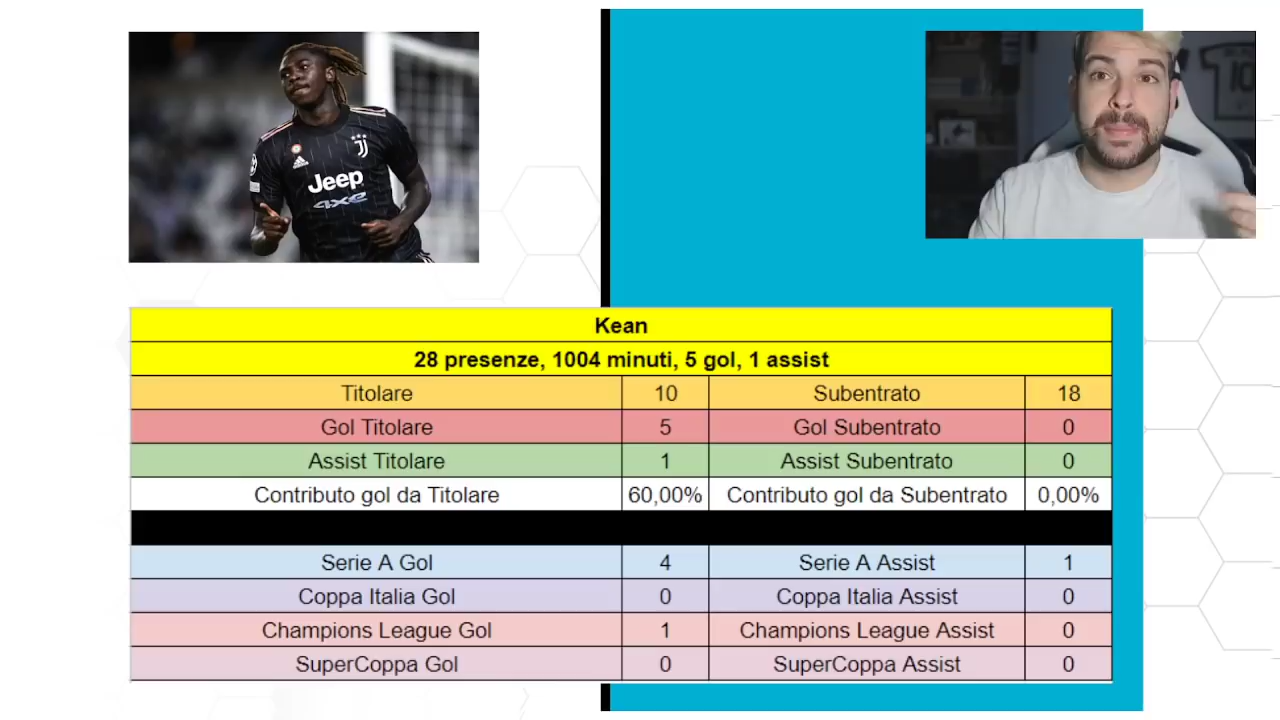 Jeep
4xe
10
Kean
28 presenze, 1004 minuti, 5 gol, 1 assist
Titolare 10 Subentrato 18
Gol Titolare 5 Gol Subentrato 0
Assist Titolare 1 Assist Subentrato 0
Contributo gol da Titolare 60,00% Contributo gol da Subentrato 0,00%
Serie A Gol 4 Serie A Assist 1
Coppa Italia Gol 0 Coppa Italia Assist 0
Champions League Gol 1 Champions League Assist 0
SuperCoppa Gol 0 SuperCoppa Assist 0